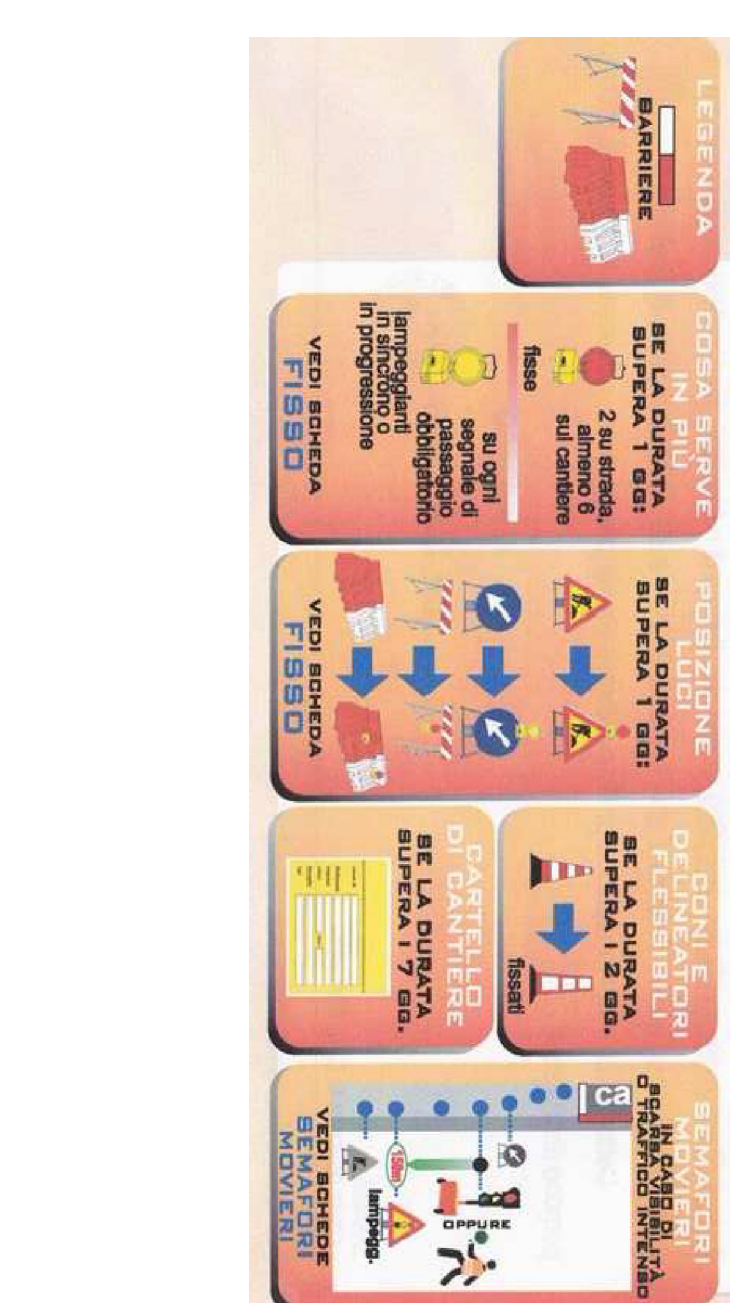 LEGENDA
BARRIERE
COSA SERVE
IN PIÙ
SE LA DURATA
SUPERA 1 GG:
2 su strada,
almeno 6
sul cantiere
fisse
su ogni
segnale di
passaggio
obbligatorio
lampeggianti
in sincrono o
in progressione
VEDI SCHEDA
FISSO
POSIZIONE
LUCI
SE LA DURATA
SUPERA 1 GG:
VEDI SCHEDA
FISSO
CONI E
DELINEATORI
FLESSIBILI
SE LA DURATA
SUPERA I 2 GG.
fissati
CARTELLO
DI CANTIERE
SE LA DURATA
SUPERA I 7 GG.
SEMAFORI
MOVIERI
IN CASO DI
SCARSA VISIBILITÀ
O TRAFFICO INTENSO
ca
OPPURE
150m
lampegg.
VEDI SCHEDE
SEMAFORI
MOVIERI